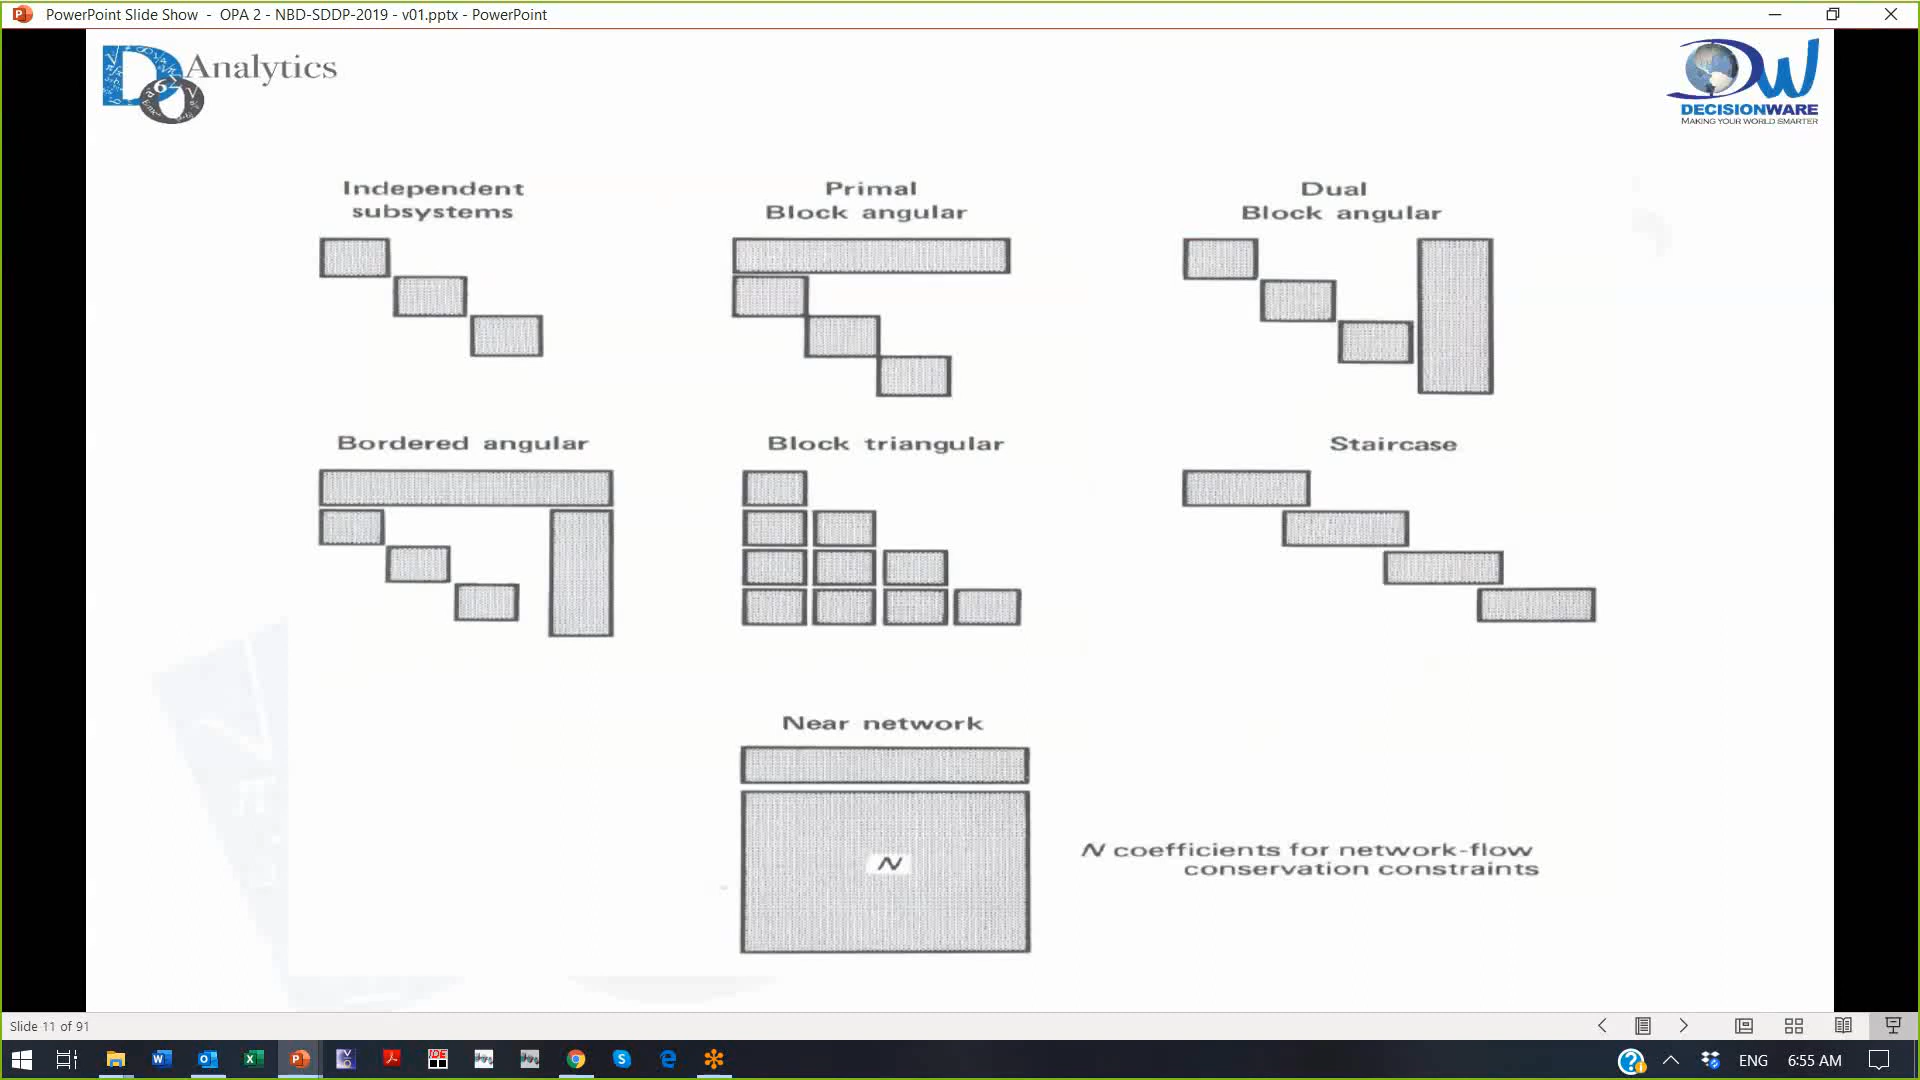 PowerPoint Slide Show - OPA 2 - NBD-SDDP-2019 - v01.pptx - PowerPoint
Analytics
DW
DECISIONWARE
MAKING YOUR WORLD SMARTER
Independent
subsystems
Primal
Block angular
Dual
Block angular
Bordered angular
Block triangular
Staircase
Near network
N
N coefficients for network-flow
conservation constraints
Slide 11 of 91
ENG
6:55 AM